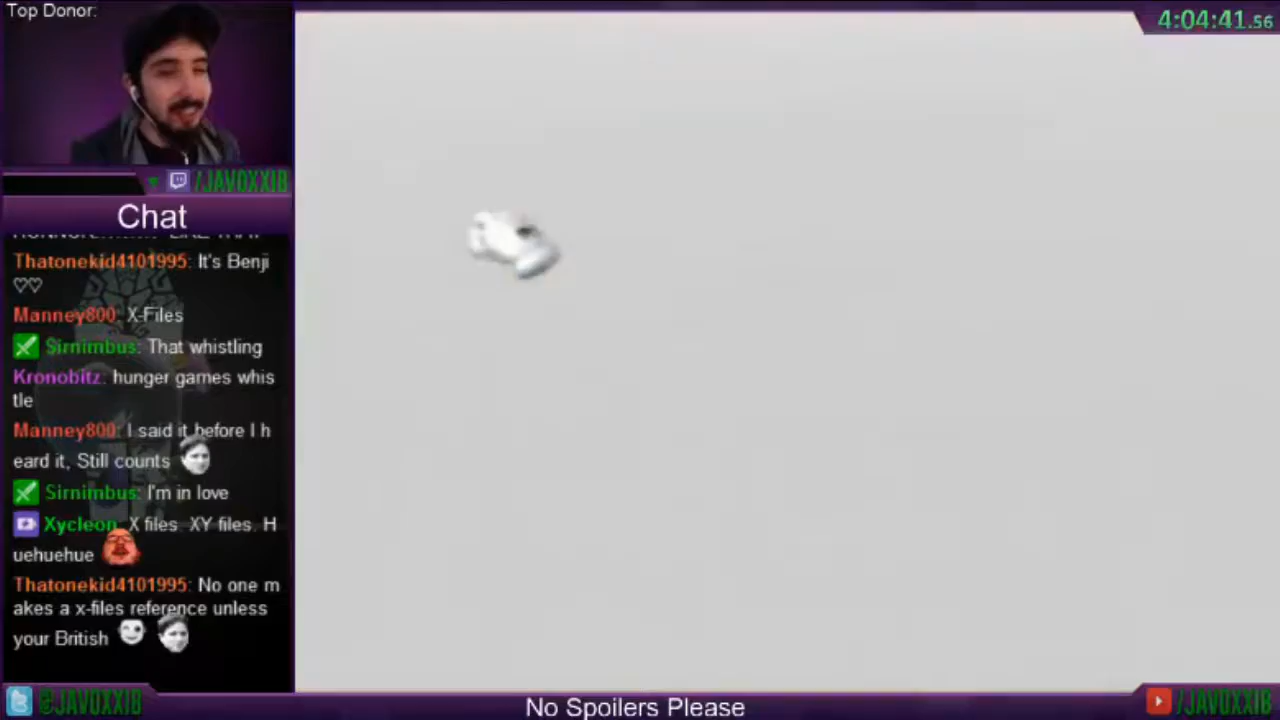 Top Donor:
4:04:41.56
/JAVOXXIB
Chat
Thatonekid4101995: It's Benji
♡♡
Manney800: X-Files
Sirnimbus: That whistling
Kronobitz: hunger games whis
tle
Manney800: I said it before I h
eard it, Still counts
Sirnimbus: I'm in love
Xycleon: X files. XY files. H
uehuehue
Thatonekid4101995: No one m
akes a x-files reference unless
your British
@JAVOXXIB
No Spoilers Please
/JAVOXXIB